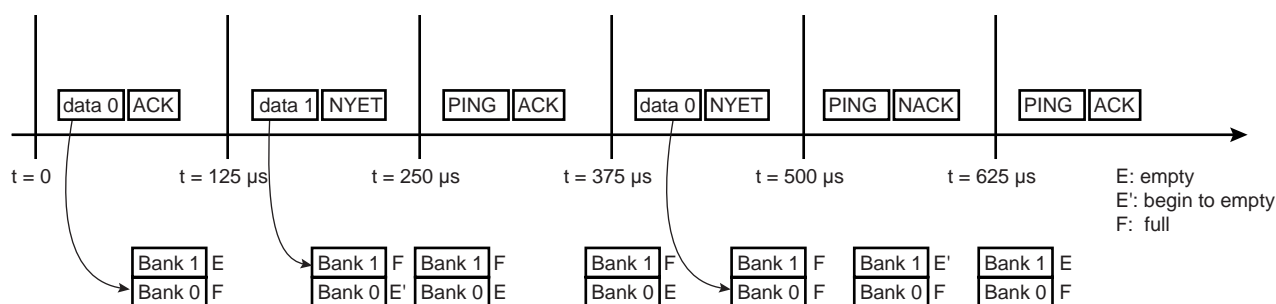 data 0 ACK data 1 NYET PING ACK data 0 NYET PING NACK PING ACK
t = 0 t = 125 μs t = 250 μs t = 375 μs t = 500 μs t = 625 μs E: empty
E': begin to empty
F: full
Bank 1 E Bank 1 F Bank 1 F Bank 1 F Bank 1 F Bank 1 E' Bank 1 E
Bank 0 F Bank 0 E' Bank 0 E Bank 0 E Bank 0 F Bank 0 F Bank 0 F